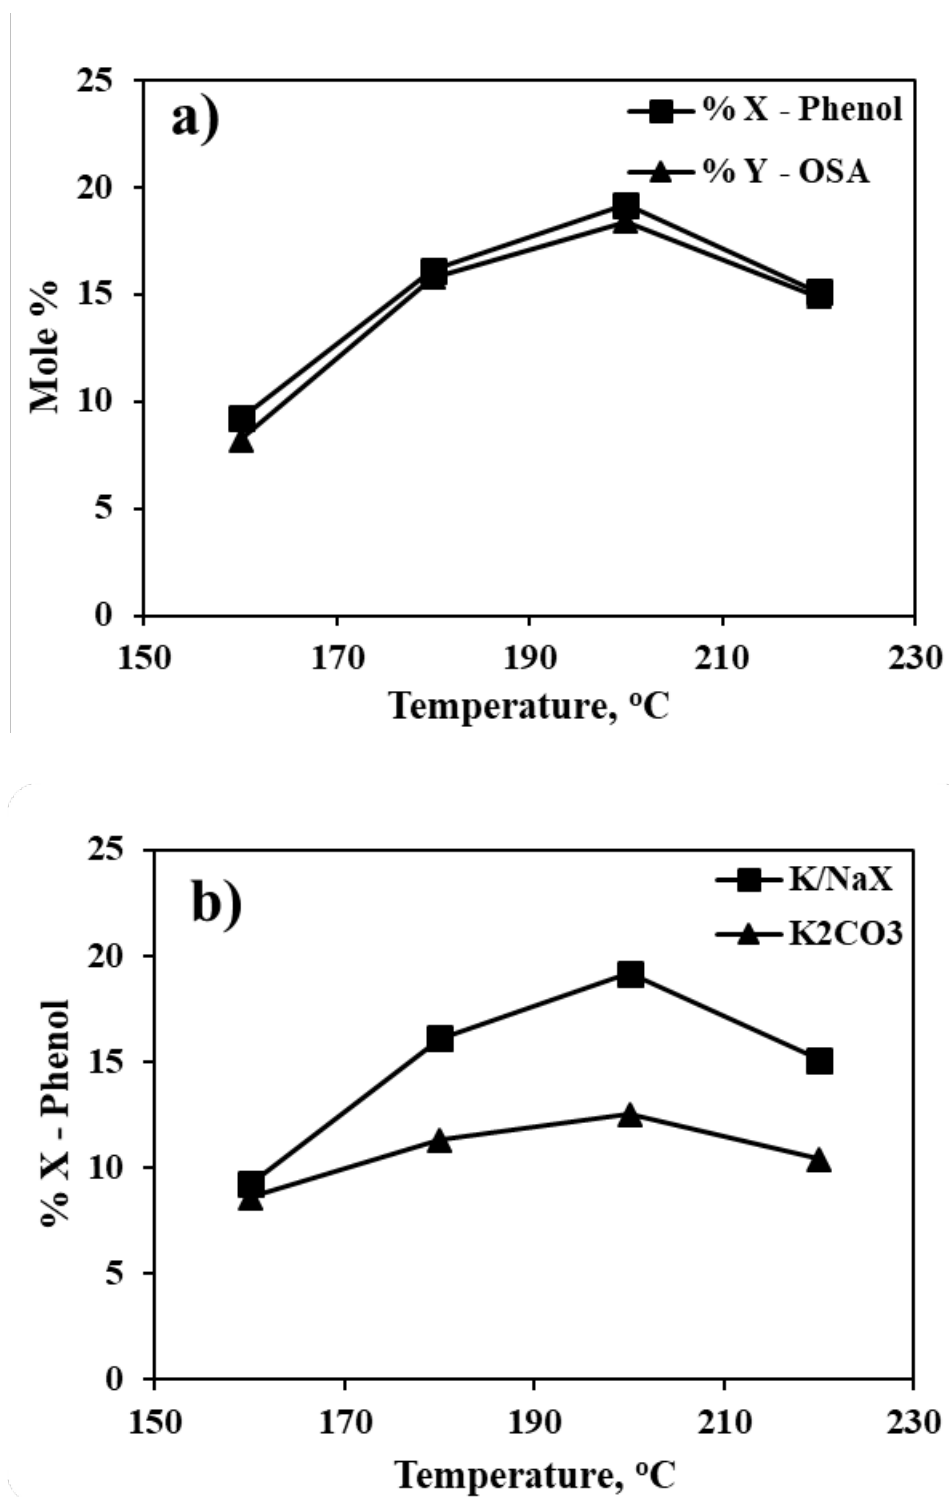 a)
% X - Phenol
% Y - OSA
25
20
15
10
5
0
Mole %
150 170 190 210 230
Temperature, ºC
b)
K/NaX
K2CO3
25
20
15
10
5
0
% X - Phenol
150 170 190 210 230
Temperature, ºC